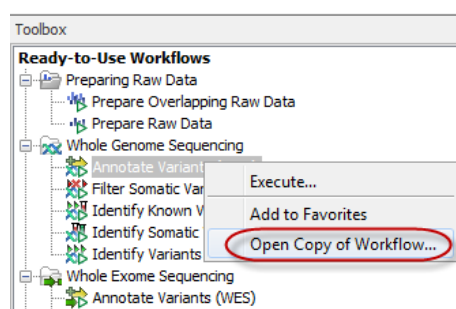 Toolbox
Ready-to-Use Workflows
Preparing Raw Data
Prepare Overlapping Raw Data
Prepare Raw Data
Whole Genome Sequencing
Annotate Variant
Execute...
Filter Somatic Var
Add to Favorites
Identify Known V
Identify Somatic
Open Copy of Workflow...
Identify Variants
Whole Exome Sequencing
Annotate Variants (WES)